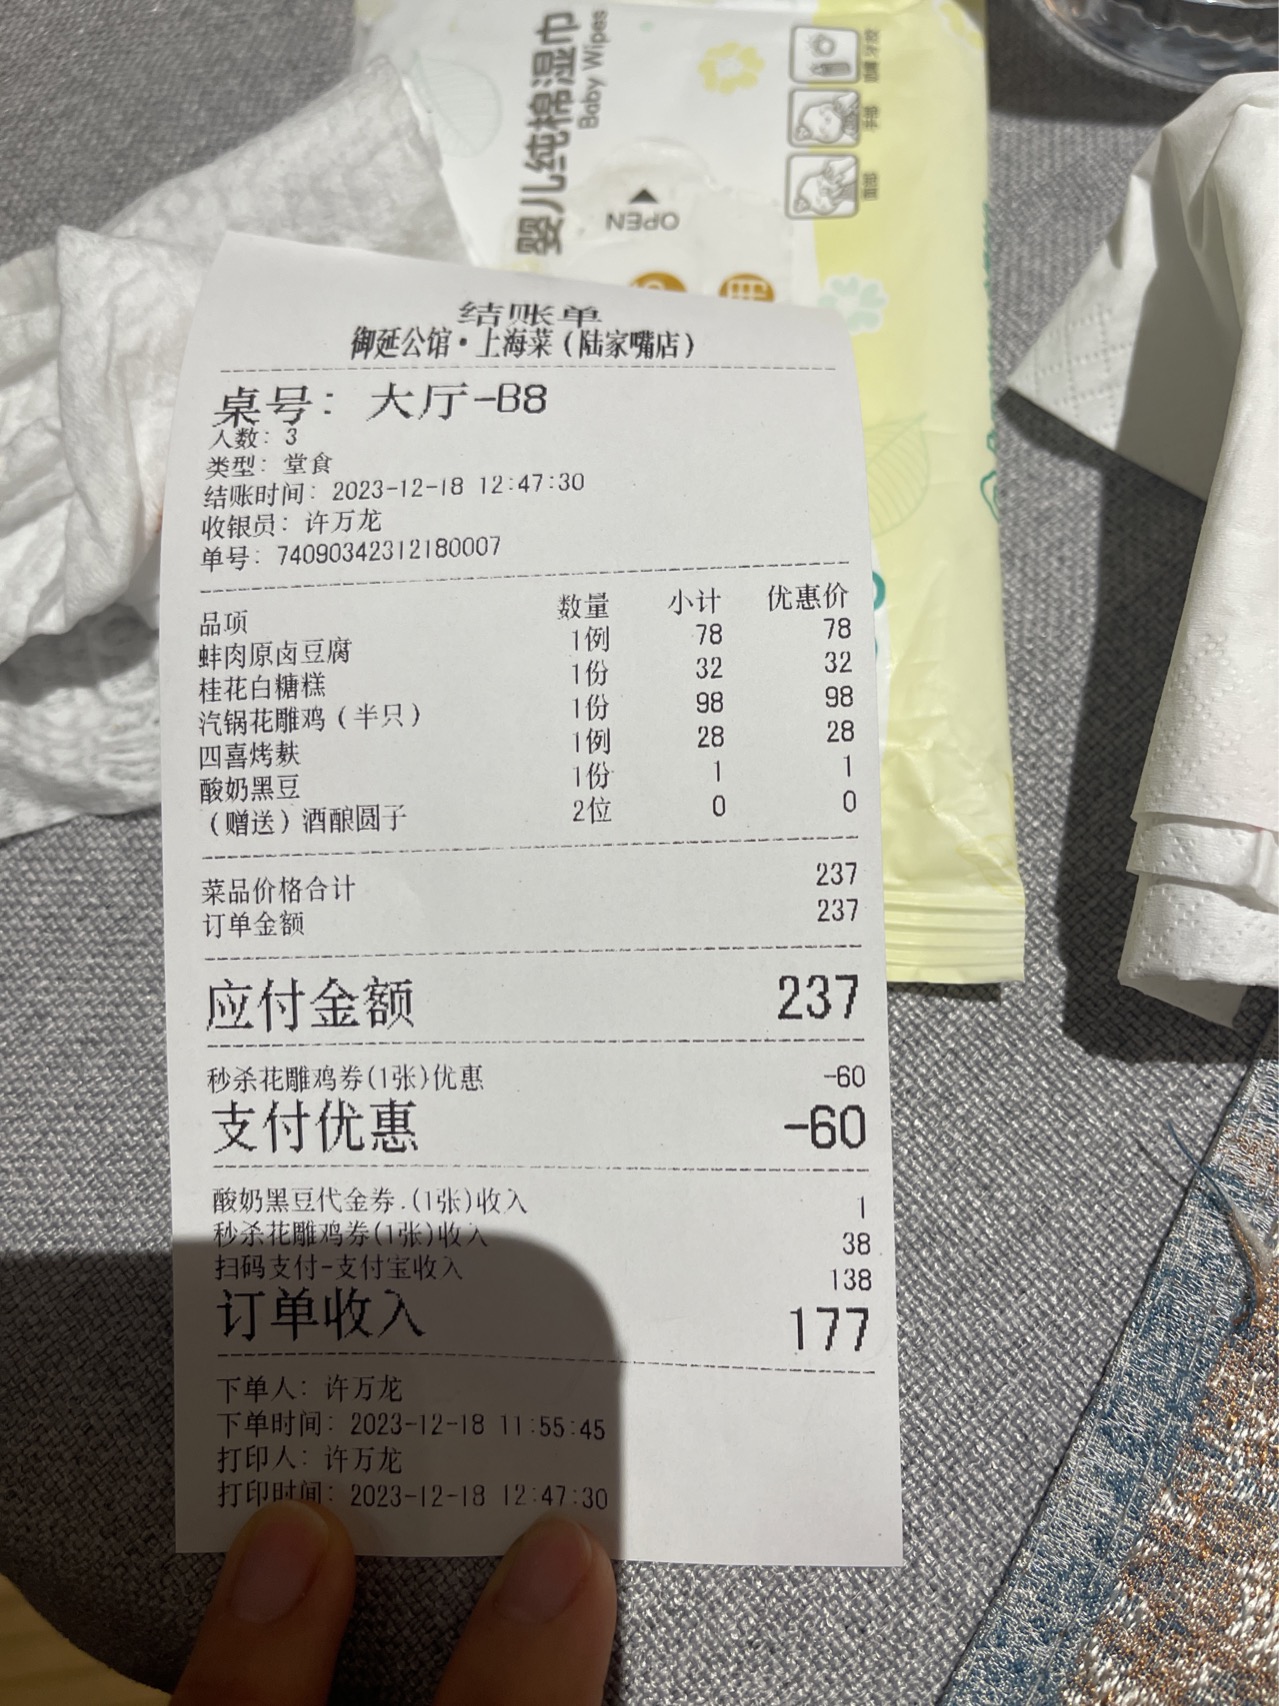 婴儿纯棉湿巾
Baby Wipes
OPEN
用
结账单
御延公馆·上海菜(陆家嘴店)
桌号: 大厅-B8
人数: 3
类型: 堂食
结账时间: 2023-12-18 12:47:30
收银员: 许万龙
单号: 74090342312180007
品项 数量 小计 优惠价
蚌肉原卤豆腐 1例 78 78
桂花白糖糕 1份 32 32
汽锅花雕鸡(半只) 1份 98 98
四喜烤麸 1例 28 28
酸奶黑豆 1份 1 1
(赠送)酒酿圆子 2位 0 0
菜品价格合计 237
订单金额 237
应付金额 237
秒杀花雕鸡券(1张)优惠 -60
支付优惠 -60
酸奶黑豆代金券.(1张)收入 1
秒杀花雕鸡券(1张)收入 38
扫码支付-支付宝收入 138
订单收入 177
下单人: 许万龙
下单时间: 2023-12-18 11:55:45
打印人: 许万龙
打印时间: 2023-12-18 12:47:30